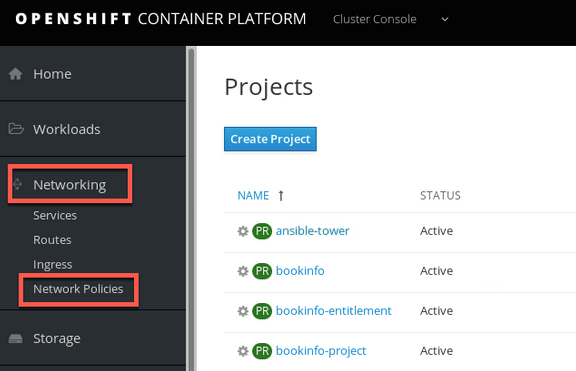 OPENSHIFT CONTAINER PLATFORM Cluster Console
Home
Workloads
Networking
Services
Routes
Ingress
Network Policies
Storage
Projects
Create Project
NAME STATUS
PR ansible-tower Active
PR bookinfo Active
PR bookinfo-entitlement Active
PR bookinfo-project Active